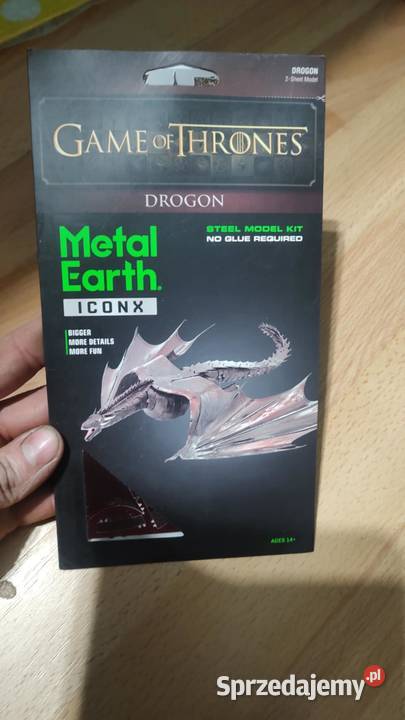 DROGON
2-Sheet Model
GAME OF THRONES
DROGON
Metal
Earth®
ICONX
STEEL MODEL KIT
NO GLUE REQUIRED
BIGGER
MORE DETAILS
MORE FUN
AGES 14+
Sprzedajemy.pl